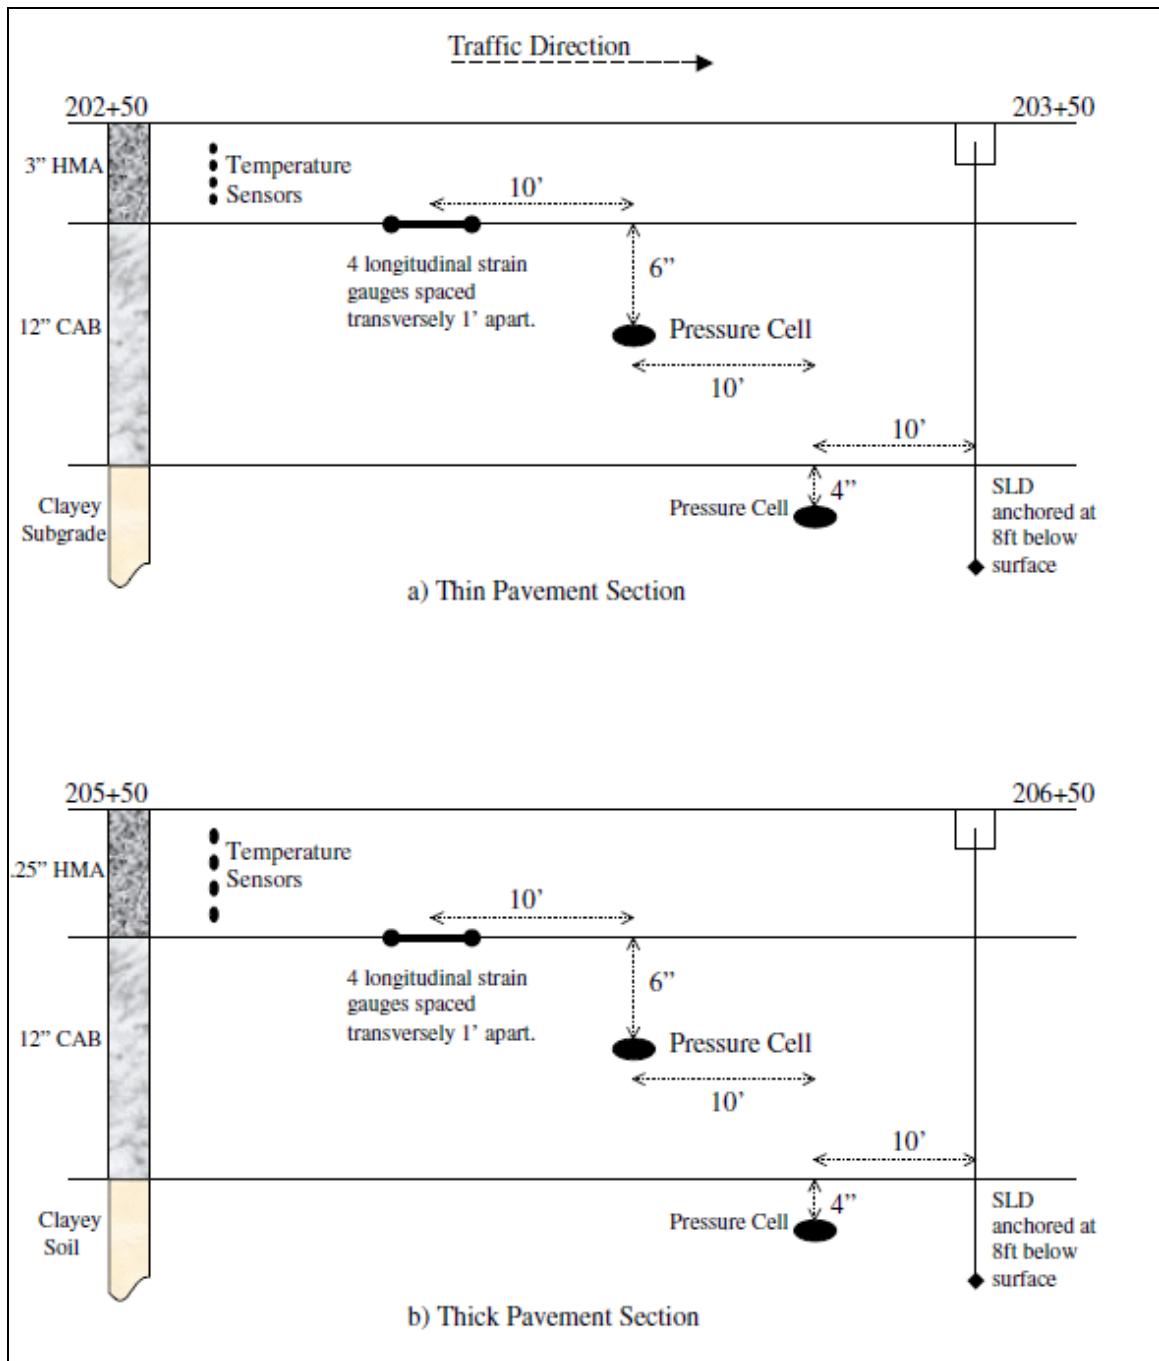 Traffic Direction
202+50
203+50
3” HMA
Temperature
Sensors
10’
4 longitudinal strain
gauges spaced
transversely 1’ apart.
6”
12” CAB
Pressure Cell
10’
10’
Clayey
Subgrade
Pressure Cell
4”
SLD
anchored at
8ft below
surface
a) Thin Pavement Section
205+50
206+50
.25” HMA
Temperature
Sensors
10’
4 longitudinal strain
gauges spaced
transversely 1’ apart.
6”
12” CAB
Pressure Cell
10’
10’
Clayey
Soil
Pressure Cell
4”
SLD
anchored at
8ft below
surface
b) Thick Pavement Section